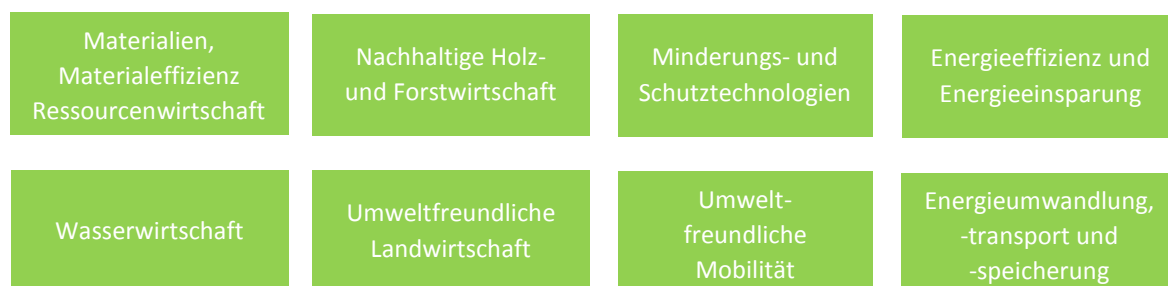 Materialien,
Materialeffizienz
Ressourcenwirtschaft
Nachhaltige Holz-
und Forstwirtschaft
Minderungs- und
Schutztechnologien
Energieeffizienz und
Energieeinsparung
Wasserwirtschaft
Umweltfreundliche
Landwirtschaft
Umwelt-
freundliche
Mobilität
Energieumwandlung,
-transport und
-speicherung